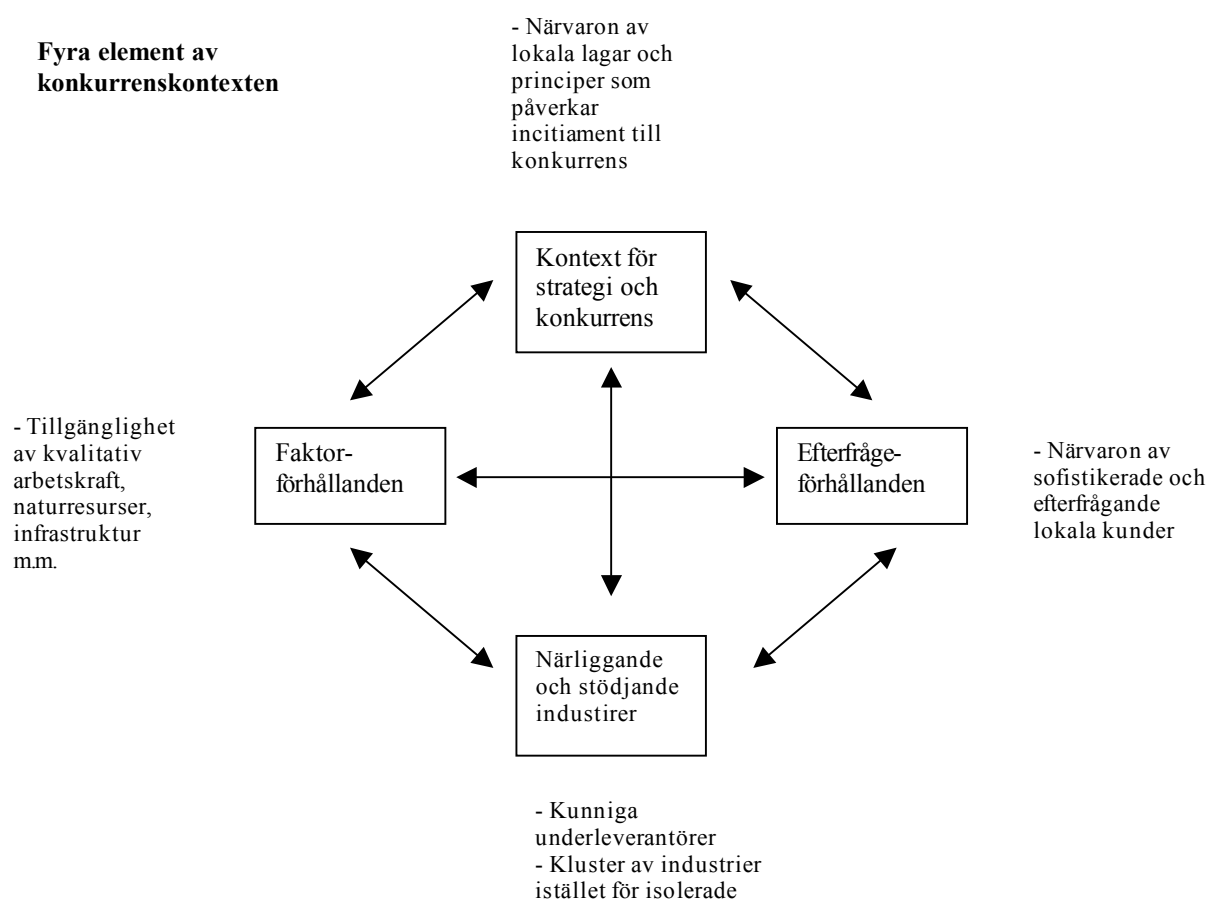 Fyra element av
konkurrenskontexten
- Närvaron av
lokala lagar och
principer som
påverkar
incitiament till
konkurrens
Kontext för
strategi och
konkurrens
- Tillgänglighet
av kvalitativ
arbetskraft,
naturresurser,
infrastruktur
m.m.
Faktor-
förhållanden
Efterfråge-
förhållanden
- Närvaron av
sofistikerade och
efterfrågande
lokala kunder
Närliggande
och stödjande
industirer
- Kunniga
underleverantörer
- Kluster av industrier
istället för isolerade